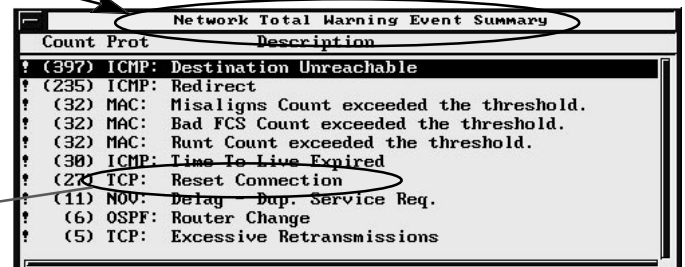 Network Total Warning Event Summary
Count Prot Description
! (397) ICMP: Destination Unreachable
! (235) ICMP: Redirect
! (32) MAC: Misaligns Count exceeded the threshold.
! (32) MAC: Bad FCS Count exceeded the threshold.
! (32) MAC: Runt Count exceeded the threshold.
! (30) ICMP: Time To Live Expired
! (27) TCP: Reset Connection
! (11) NOV: Delay - Dup. Service Req.
! (6) OSPF: Router Change
! (5) TCP: Excessive Retransmissions